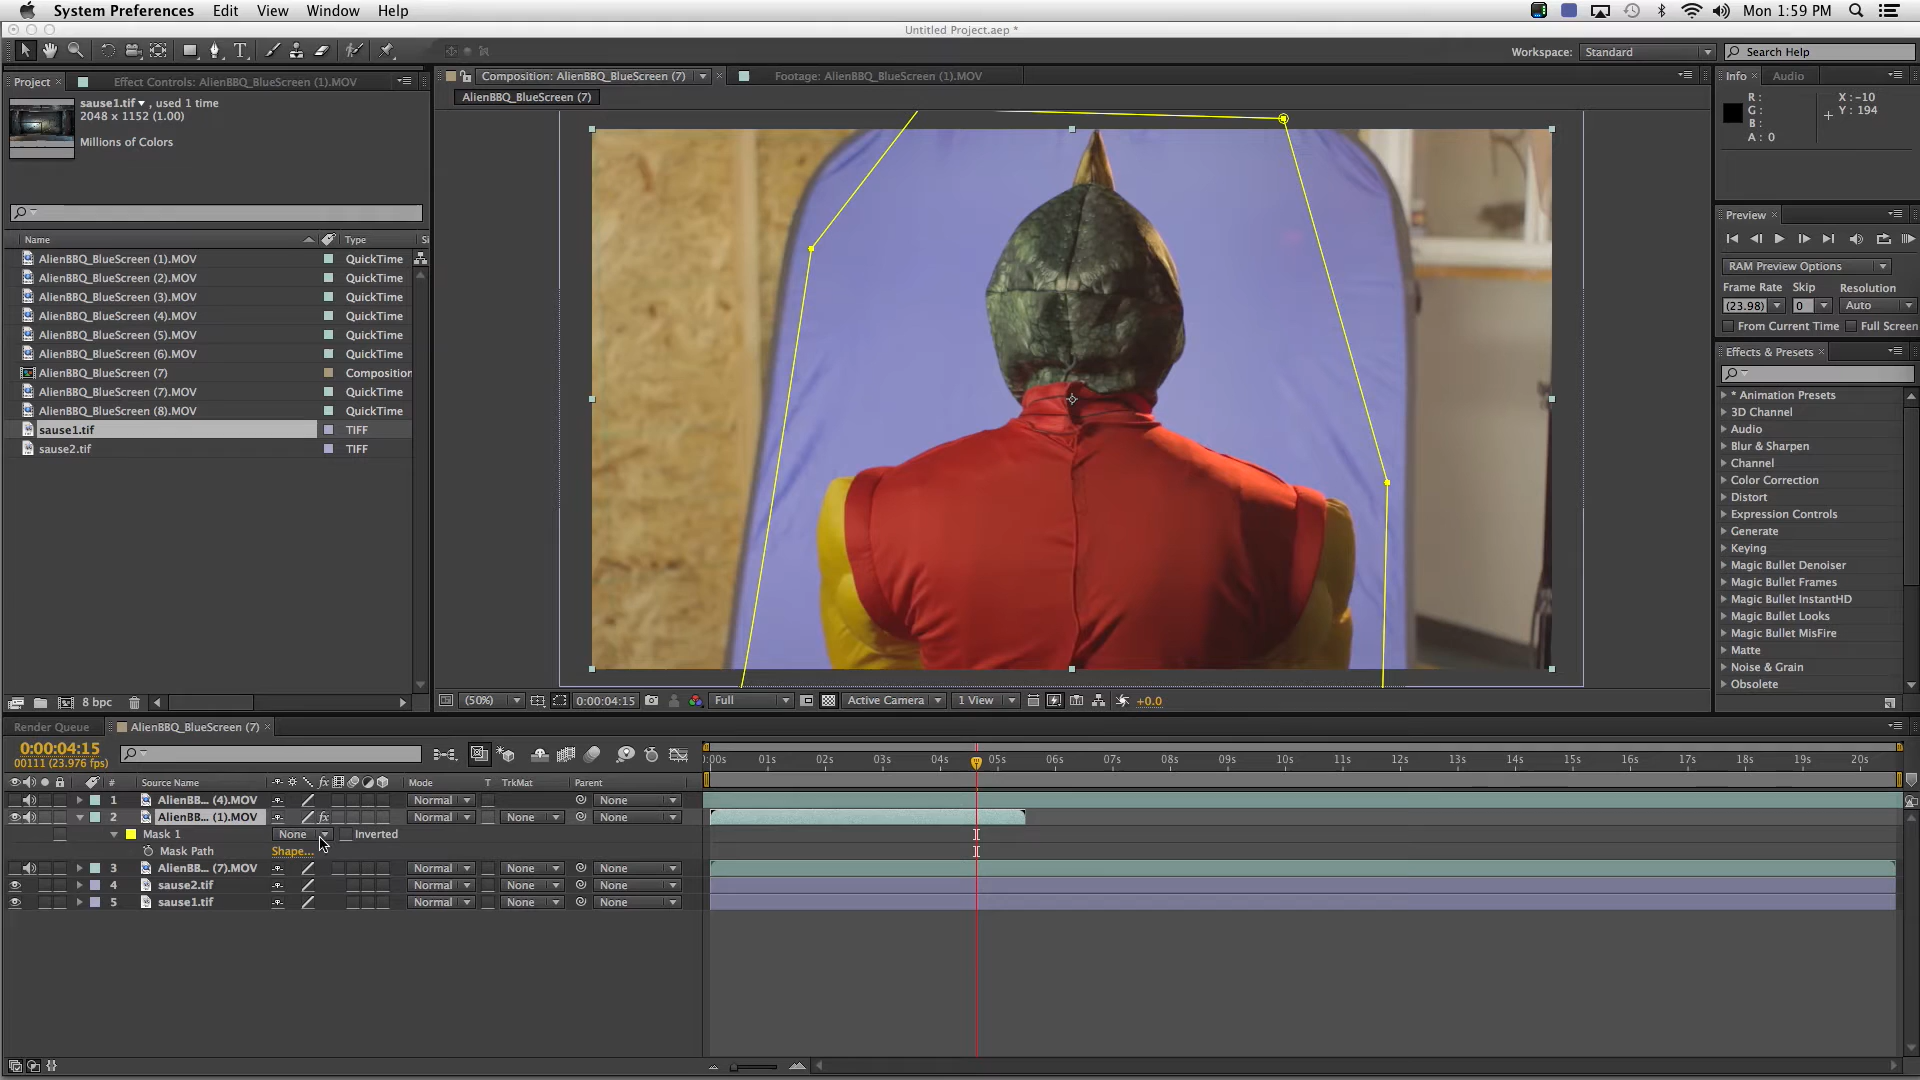 System Preferences Edit View Window Help Mon 1:59 PM
Untitled Project.aep *
Workspace: Standard Search Help
Project Effect Controls: AlienBBQ_BlueScreen (1).MOV Composition: AlienBBQ_BlueScreen (7) Footage: AlienBBQ_BlueScreen (1).MOV Info Audio
sause1.tif , used 1 time
2048 x 1152 (1.00)
Millions of Colors
AlienBBQ_BlueScreen (7)
R: X: -10
G: Y: 194
B:
A: 0
Preview
RAM Preview Options
Frame Rate Skip Resolution
(23.98) 0 Auto
From Current Time Full Screen
Effects & Presets
* Animation Presets
3D Channel
Audio
Blur & Sharpen
Channel
Color Correction
Distort
Expression Controls
Generate
Keying
Magic Bullet Denoiser
Magic Bullet Frames
Magic Bullet InstantHD
Magic Bullet Looks
Magic Bullet MisFire
Matte
Noise & Grain
Obsolete
Name Type Si
AlienBBQ_BlueScreen (1).MOV QuickTime
AlienBBQ_BlueScreen (2).MOV QuickTime
AlienBBQ_BlueScreen (3).MOV QuickTime
AlienBBQ_BlueScreen (4).MOV QuickTime
AlienBBQ_BlueScreen (5).MOV QuickTime
AlienBBQ_BlueScreen (6).MOV QuickTime
AlienBBQ_BlueScreen (7) Composition
AlienBBQ_BlueScreen (7).MOV QuickTime
AlienBBQ_BlueScreen (8).MOV QuickTime
sause1.tif TIFF
sause2.tif TIFF
8 bpc (50%) 0:00:04:15 Full Active Camera 1 View +0.0
Render Queue AlienBBQ_BlueScreen (7)
0:00:04:15
00111 (23.976 fps)
:00s 01s 02s 03s 04s 05s 06s 07s 08s 09s 10s 11s 12s 13s 14s 15s 16s 17s 18s 19s 20s
# Source Name fx Mode T TrkMat Parent
1 AlienBB... (4).MOV Normal None
2 AlienBB... (1).MOV fx Normal None None
Mask 1 None Inverted
Mask Path Shape...
3 AlienBB... (7).MOV Normal None None
4 sause2.tif Normal None None
5 sause1.tif Normal None None